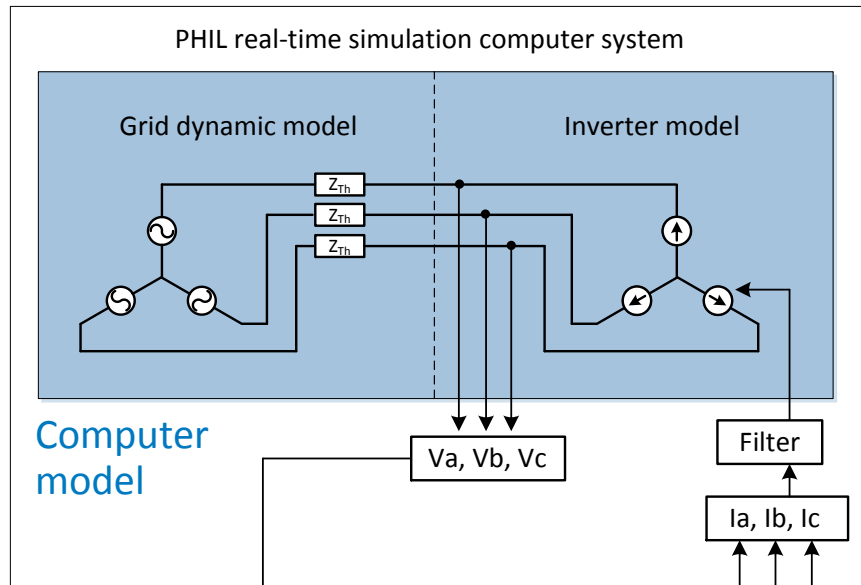 PHIL real-time simulation computer system
Grid dynamic model
Inverter model
ZTh
ZTh
ZTh
Computer
model
Va, Vb, Vc
Filter
Ia, Ib, Ic